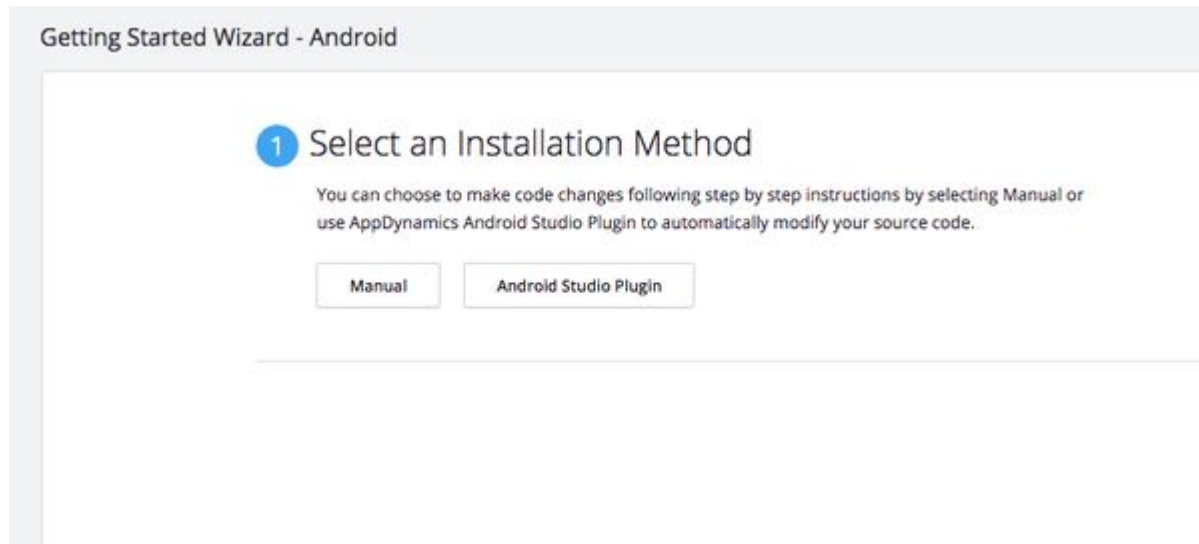 Getting Started Wizard - Android
1 Select an Installation Method
You can choose to make code changes following step by step instructions by selecting Manual or
use AppDynamics Android Studio Plugin to automatically modify your source code.
Manual Android Studio Plugin